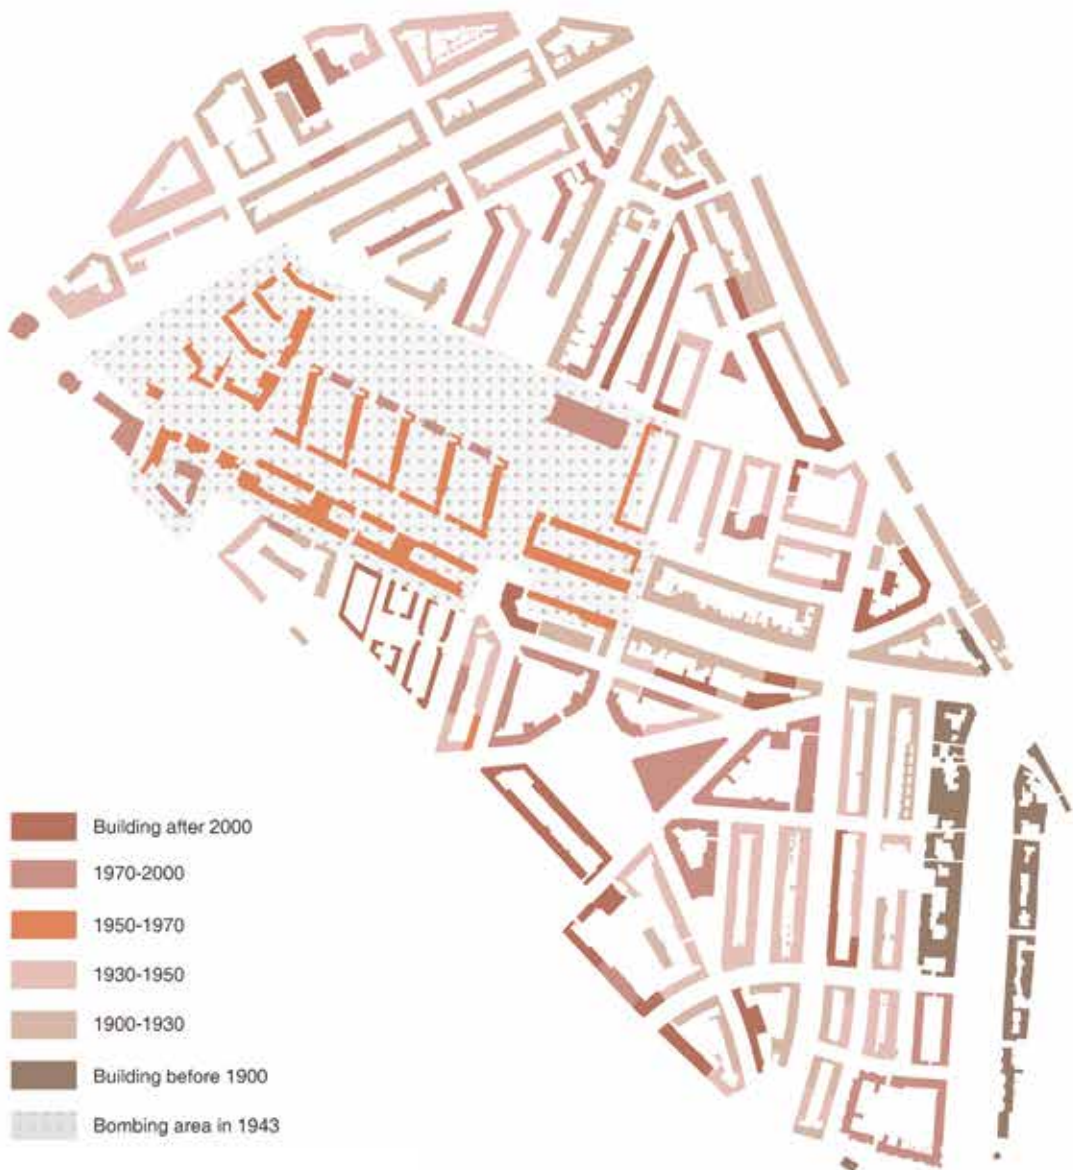 Building after 2000
1970-2000
1950-1970
1930-1950
1900-1930
Building before 1900
Bombing area in 1943